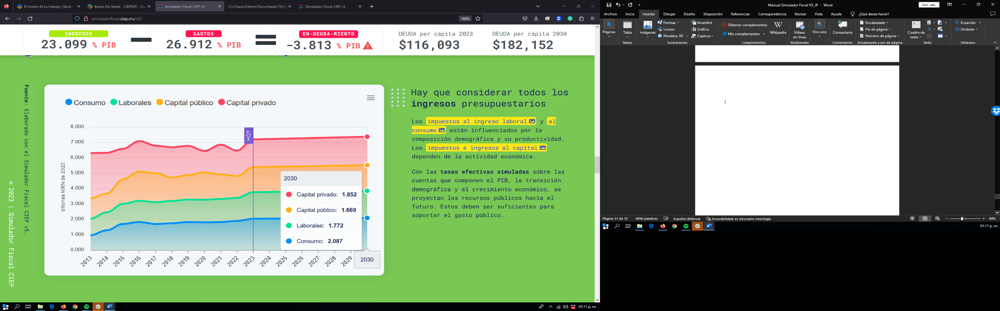 El motor de tu trabajo | Slack
Bruno De Gante - CIEPMX - Slac
Simulador Fiscal CIEP v5
/C:/Users/Admin/Downloads/74jr6
Simulador Fiscal CIEP v5
simuladorfiscal.ciep.mx/v5/
160%
INGRESOS
23.099 % PIB
GASTOS
26.912 % PIB
EN-DEUDA-MIENTO
-3.813 % PIB
DEUDA per cápita 2023
$116,093
DEUDA per cápita 2030
$182,152
Fuente: Elaborado con el Simulador Fiscal CIEP v5.
© 2023 | Simulador Fiscal CIEP
Consumo
Laborales
Capital público
Capital privado
billones MXN de 2023
8.000
7.000
6.000
5.000
4.000
3.000
2.000
1.000
0.000
HOY
2013
2014
2015
2016
2017
2018
2019
2020
2021
2022
2023
2024
2025
2026
2027
2028
2029
2030
2030
Capital privado: 1.852
Capital público: 1.669
Laborales: 1.772
Consumo: 2.087
Hay que considerar todos los
ingresos presupuestarios
Los impuestos al ingreso laboral y al
consumo están influenciados por la
composición demográfica y su productividad.
Los impuestos e ingresos al capital
dependen de la actividad económica.
Con las tasas efectivas simuladas sobre las
cuentas que componen el PIB, la transición
demográfica y el crecimiento económico, se
proyectan los recursos públicos hacia el
futuro. Estos deben ser suficientes para
soportar el gasto público.
01:11 p. m.
Manual Simulador Fiscal V5_JP - Word
Inic. ses.
Archivo Inicio Insertar Dibujar Diseño Disposición Referencias Correspondencia Revisar Vista Ayuda ¿Qué desea hacer?
Páginas
Tabla
Tablas
Imágenes
Formas
Iconos
Modelos 3D
SmartArt
Gráfico
Captura
Ilustraciones
Obtener complementos
Mis complementos
Wikipedia
Complementos
Vídeos
en línea
Multimedia
Vínculos
Comentario
Comentarios
Encabezado
Pie de página
Número de página
Encabezado y pie de página
Cuadro de
texto
Texto
Ecuación
Símbolo
Símbolos
Página 31 de 33 4856 palabras Español (México) Accesibilidad: es necesario investigar
80%
01:11 p. m.